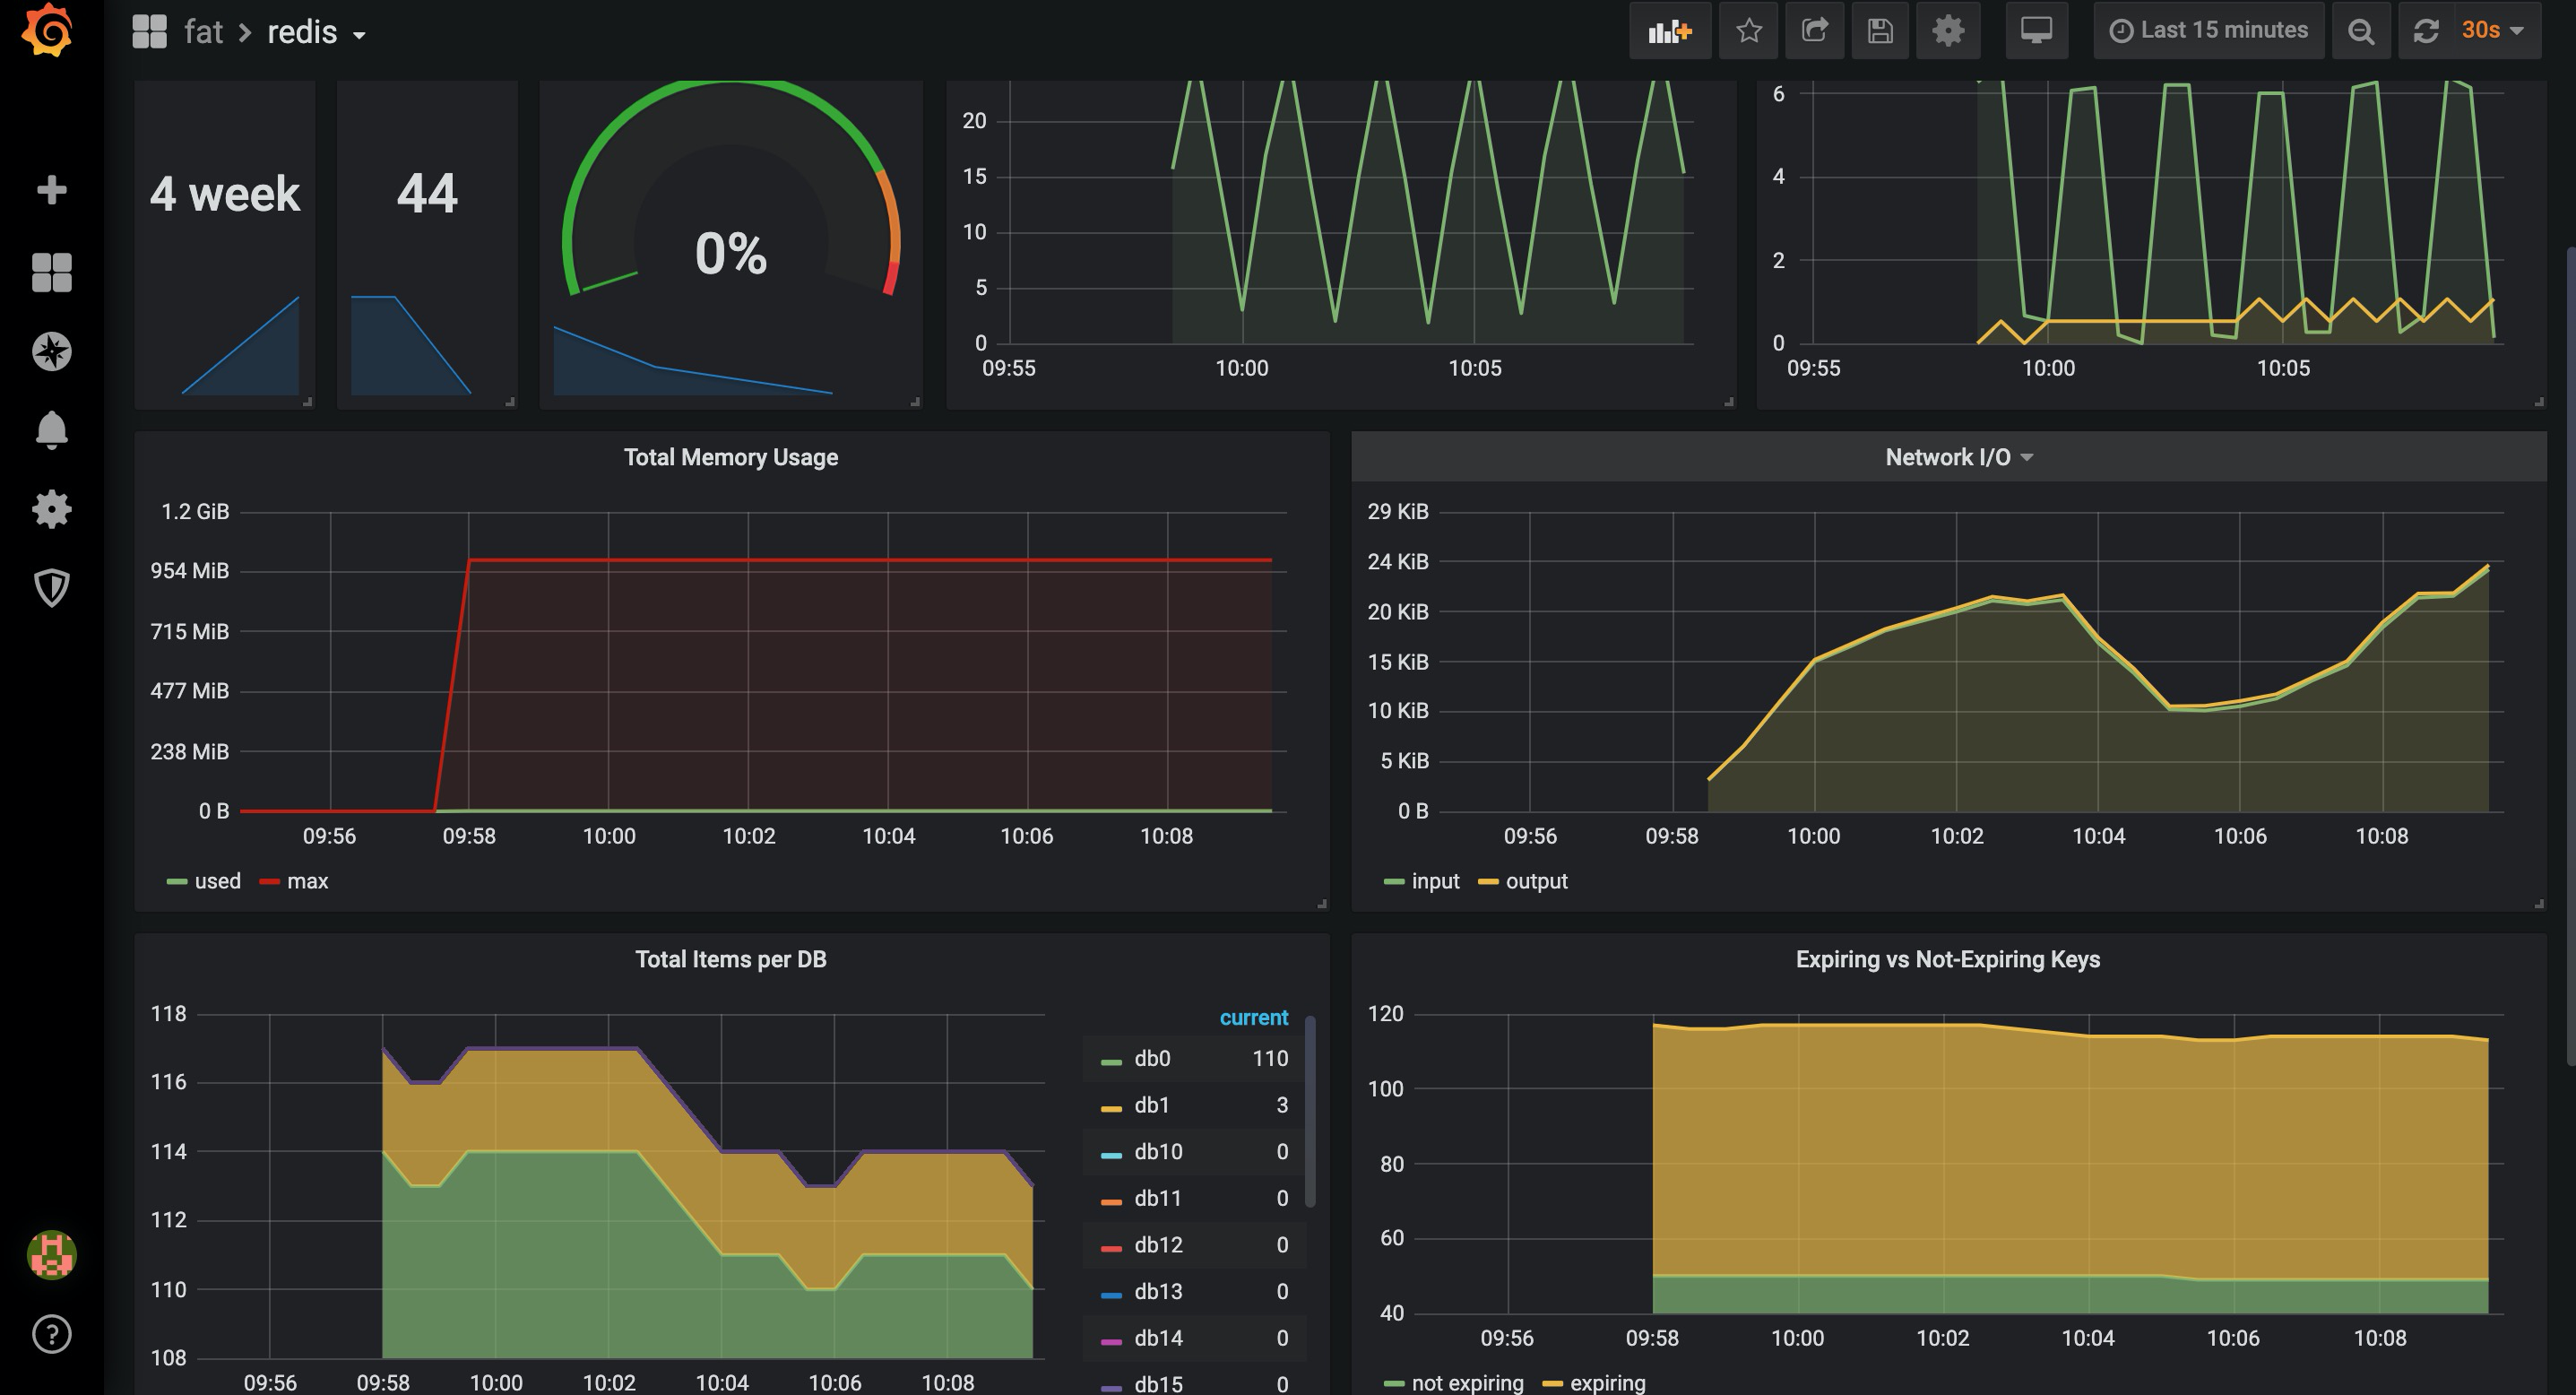 fat > redis
Last 15 minutes
30s
4 week
44
0%
20
15
10
5
0
09:55 10:00 10:05
6
4
2
0
09:55 10:00 10:05
Total Memory Usage
1.2 GiB
954 MiB
715 MiB
477 MiB
238 MiB
0 B
09:56 09:58 10:00 10:02 10:04 10:06 10:08
used max
Network I/O
29 KiB
24 KiB
20 KiB
15 KiB
10 KiB
5 KiB
0 B
09:56 09:58 10:00 10:02 10:04 10:06 10:08
input output
Total Items per DB
118
116
114
112
110
108
09:56 09:58 10:00 10:02 10:04 10:06 10:08
current
db0 110
db1 3
db10 0
db11 0
db12 0
db13 0
db14 0
db15 0
Expiring vs Not-Expiring Keys
120
100
80
60
40
09:56 09:58 10:00 10:02 10:04 10:06 10:08
not expiring expiring
?